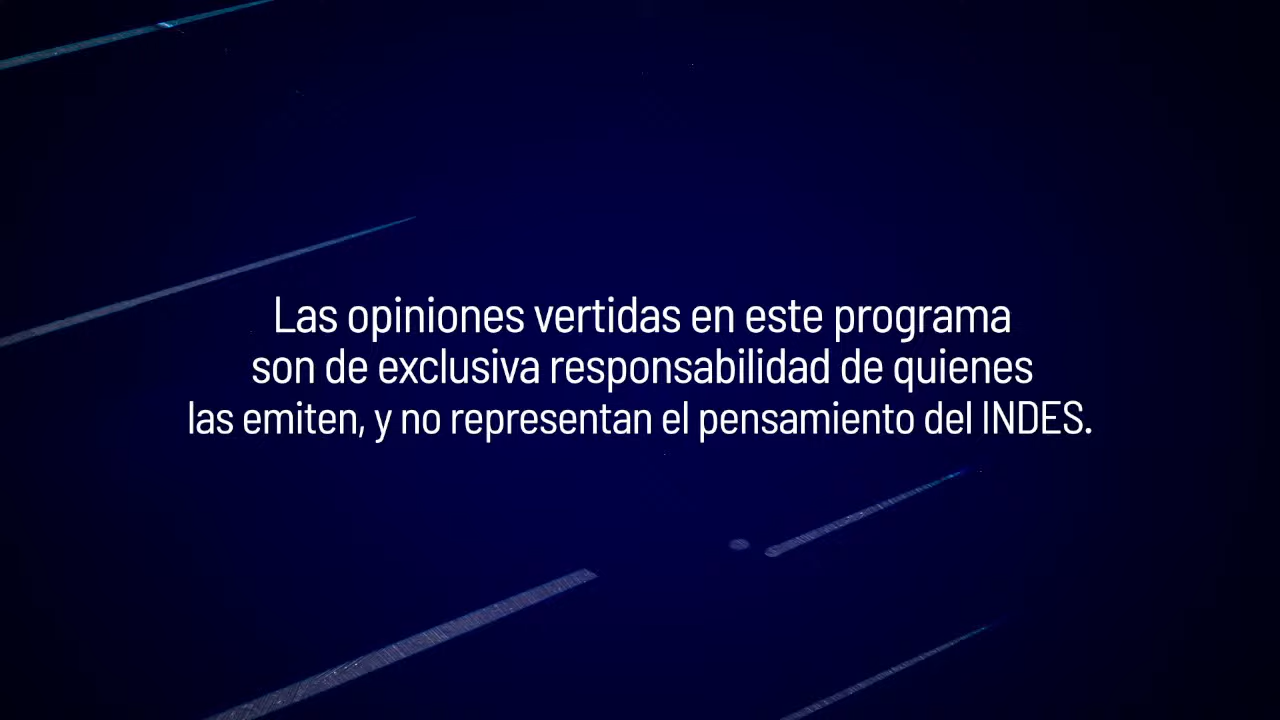 Las opiniones vertidas en este programa
son de exclusiva responsabilidad de quienes
las emiten, y no representan el pensamiento del INDES.